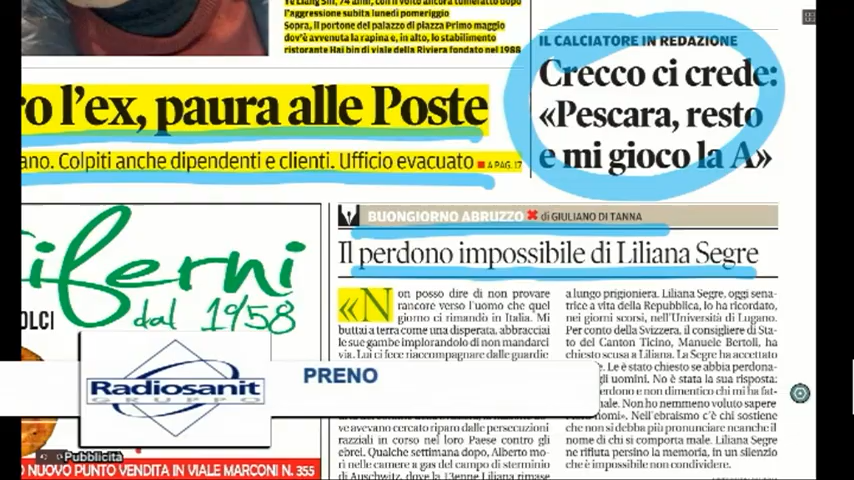 Ye Liang Sin, 74 anni, con il volto ancora tumefatto dopo
l'aggressione subita lunedì pomeriggio
Sopra, il portone del palazzo di piazza Primo maggio
dov'è avvenuta la rapina e, in alto, lo stabilimento
ristorante Hai bin di viale della Riviera fondato nel 1988
ro l'ex, paura alle Poste
ano. Colpiti anche dipendenti e clienti. Ufficio evacuato ■ A PAG. 17
IL CALCIATORE IN REDAZIONE
Crecco ci crede:
«Pescara, resto
e mi gioco la A»
BUONGIORNO ABRUZZO ✖ di GIULIANO DI TANNA
Il perdono impossibile di Liliana Segre
«Non posso dire di non provare
rancore verso l'uomo che quel
giorno ci rimandò in Italia. Mi
buttai a terra come una disperata, abbracciai
le sue gambe implorandolo di non mandarci
via. Lui ci fece riaccompagnare dalle guardie
ve avevano cercato riparo dalle persecuzioni
razziali in corso nel loro Paese contro gli
ebrei. Qualche settimana dopo, Alberto mo-
rì nelle camere a gas del campo di sterminio
di Auschwitz, dove la 13enne Liliana rimase
a lungo prigioniera. Liliana Segre, oggi sena-
trice a vita della Repubblica, lo ha ricordato,
nei giorni scorsi, nell'Università di Lugano.
Per conto della Svizzera, il consigliere di Sta-
to del Canton Ticino, Manuele Bertoli, ha
chiesto scusa a Liliana. La Segre ha accettato
e. Le è stato chiesto se abbia perdona-
gli uomini. No è stata la sua risposta:
perdono e non dimentico chi mi ha fat-
Non ho nemmeno voluto sapere
nomi». Nell'ebraismo c'è chi sostiene
che non si debba più pronunciare neanche il
nome di chi si comporta male. Liliana Segre
ne rifiuta persino la memoria, in un silenzio
che è impossibile non condividere.
iferni
dal 1958
OLCI
Radiosanit
GRUPPO
PRENO
Pubblicità
O NUOVO PUNTO VENDITA IN VIALE MARCONI N. 355